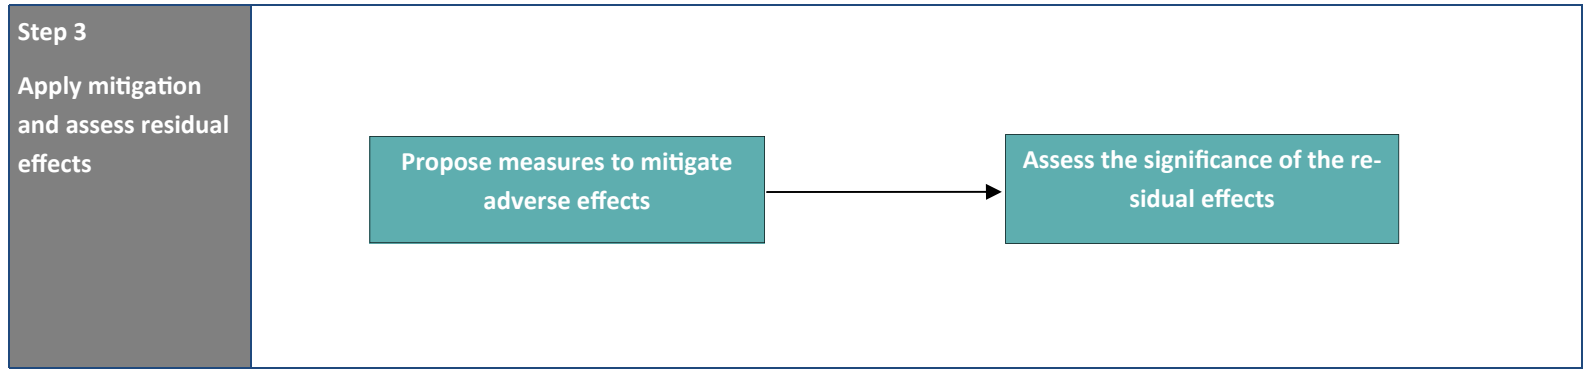 Step 3
Apply mitigation
and assess residual
effects
Propose measures to mitigate
adverse effects
Assess the significance of the re-
sidual effects